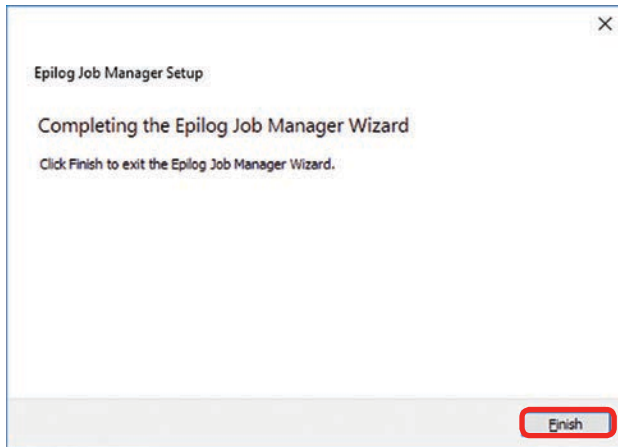 Epilog Job Manager Setup
Completing the Epilog Job Manager Wizard
Click Finish to exit the Epilog Job Manager Wizard.
Finish